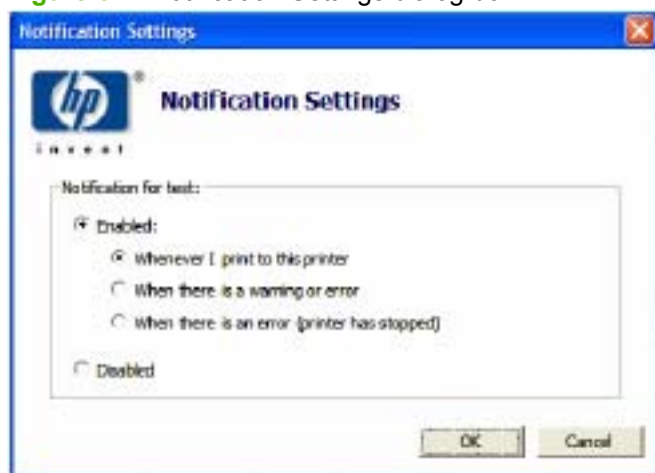 Notification Settings
hp
®
Notification Settings
invent
Notification for test:
Enabled:
Whenever I print to this printer
When there is a warning or error
When there is an error (printer has stopped)
Disabled
OK
Cancel